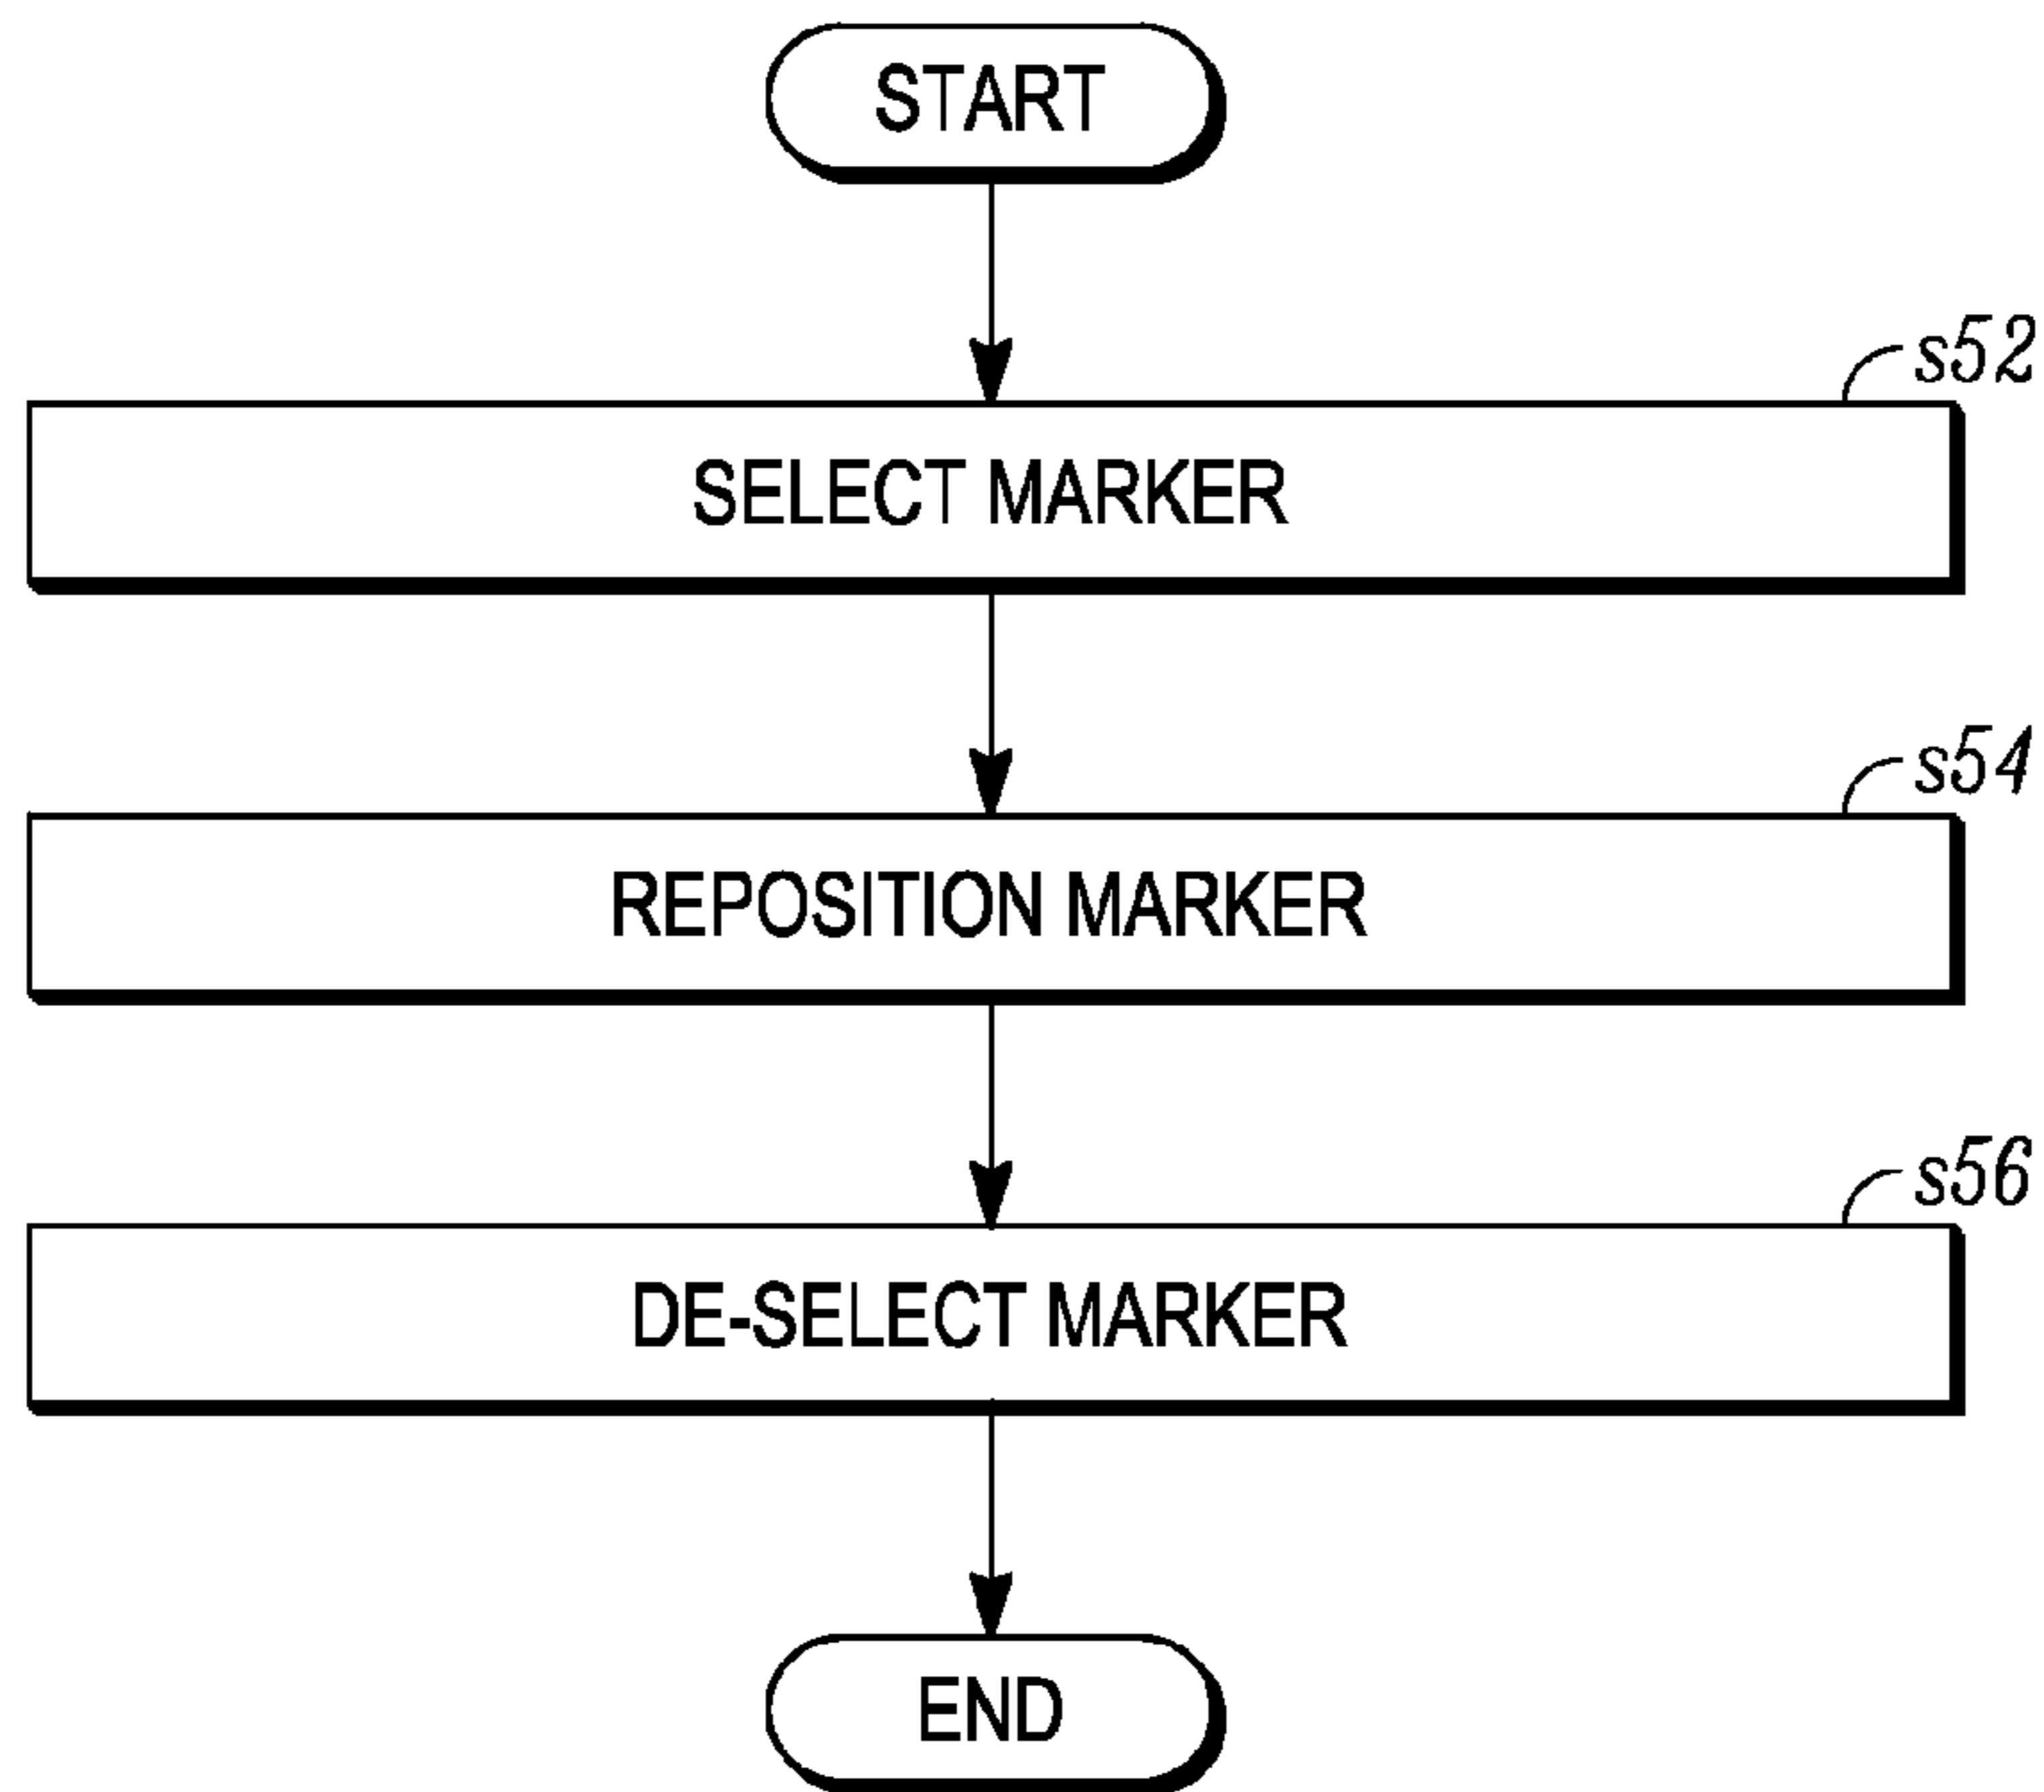 START
s52
SELECT MARKER
s54
REPOSITION MARKER
s56
DE-SELECT MARKER
END